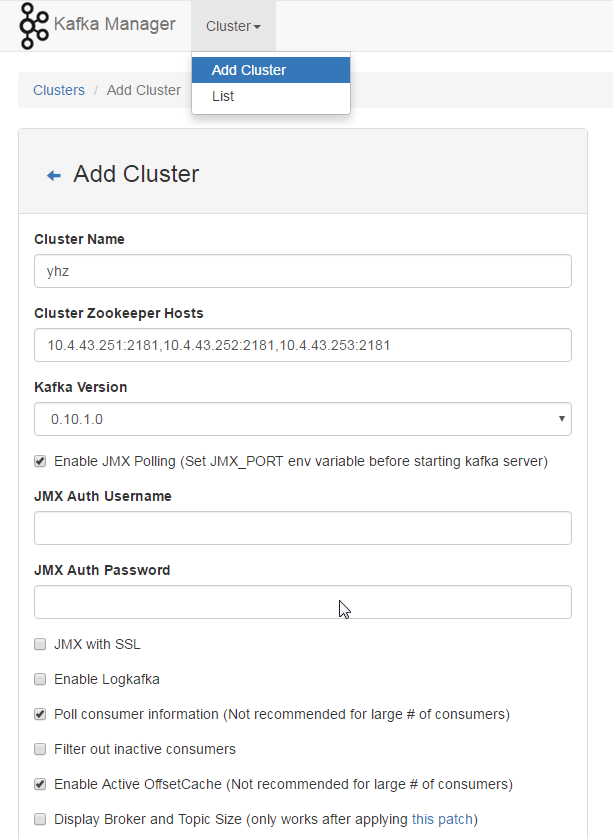 Kafka Manager
Cluster
Add Cluster
List
Clusters / Add Cluster
Add Cluster
Cluster Name
yhz
Cluster Zookeeper Hosts
10.4.43.251:2181,10.4.43.252:2181,10.4.43.253:2181
Kafka Version
0.10.1.0
Enable JMX Polling (Set JMX_PORT env variable before starting kafka server)
JMX Auth Username
JMX Auth Password
JMX with SSL
Enable Logkafka
Poll consumer information (Not recommended for large # of consumers)
Filter out inactive consumers
Enable Active OffsetCache (Not recommended for large # of consumers)
Display Broker and Topic Size (only works after applying this patch)